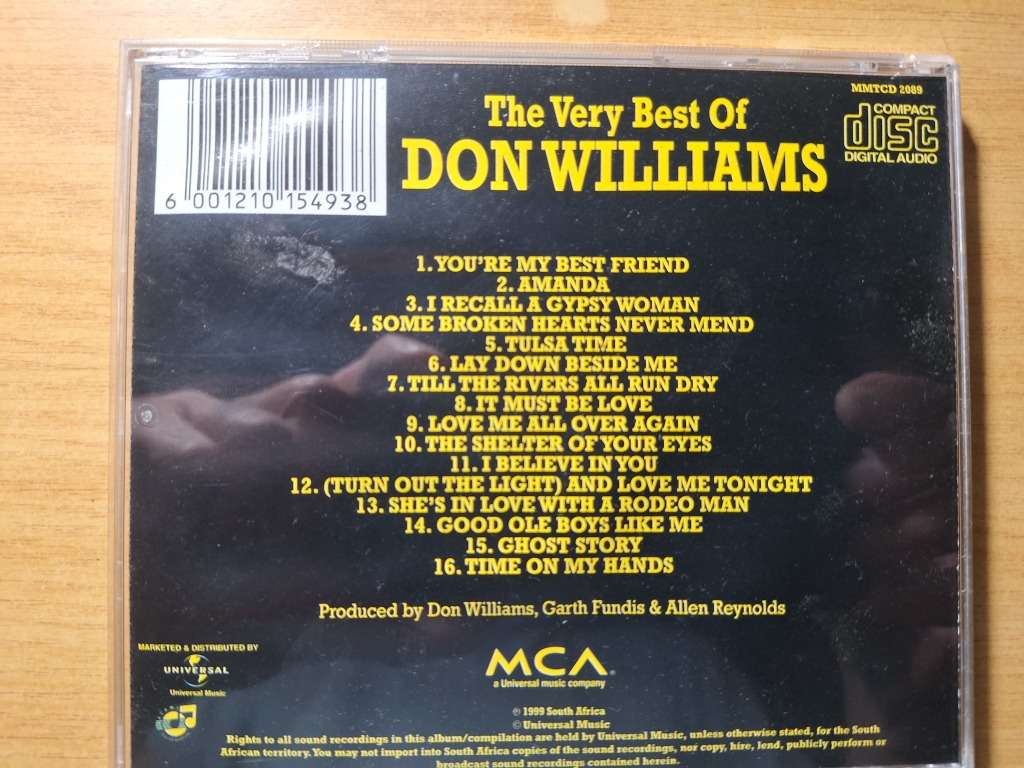 MMTCD 2089
COMPACT
disc
DIGITAL AUDIO
The Very Best Of
DON WILLIAMS
6 001210 154938
1. YOU'RE MY BEST FRIEND
2. AMANDA
3. I RECALL A GYPSY WOMAN
4. SOME BROKEN HEARTS NEVER MEND
5. TULSA TIME
6. LAY DOWN BESIDE ME
7. TILL THE RIVERS ALL RUN DRY
8. IT MUST BE LOVE
9. LOVE ME ALL OVER AGAIN
10. THE SHELTER OF YOUR EYES
11. I BELIEVE IN YOU
12. (TURN OUT THE LIGHT) AND LOVE ME TONIGHT
13. SHE'S IN LOVE WITH A RODEO MAN
14. GOOD OLE BOYS LIKE ME
15. GHOST STORY
16. TIME ON MY HANDS
Produced by Don Williams, Garth Fundis & Allen Reynolds
MARKETED & DISTRIBUTED BY
UNIVERSAL
Universal Music
MCA
a Universal music company
℗ 1999 South Africa
© Universal Music
Rights to all sound recordings in this album/compilation are held by Universal Music, unless otherwise stated, for the South
African territory. You may not import into South Africa copies of the sound recordings, nor copy, hire, lend, publicly perform or
broadcast sound recordings contained herein.